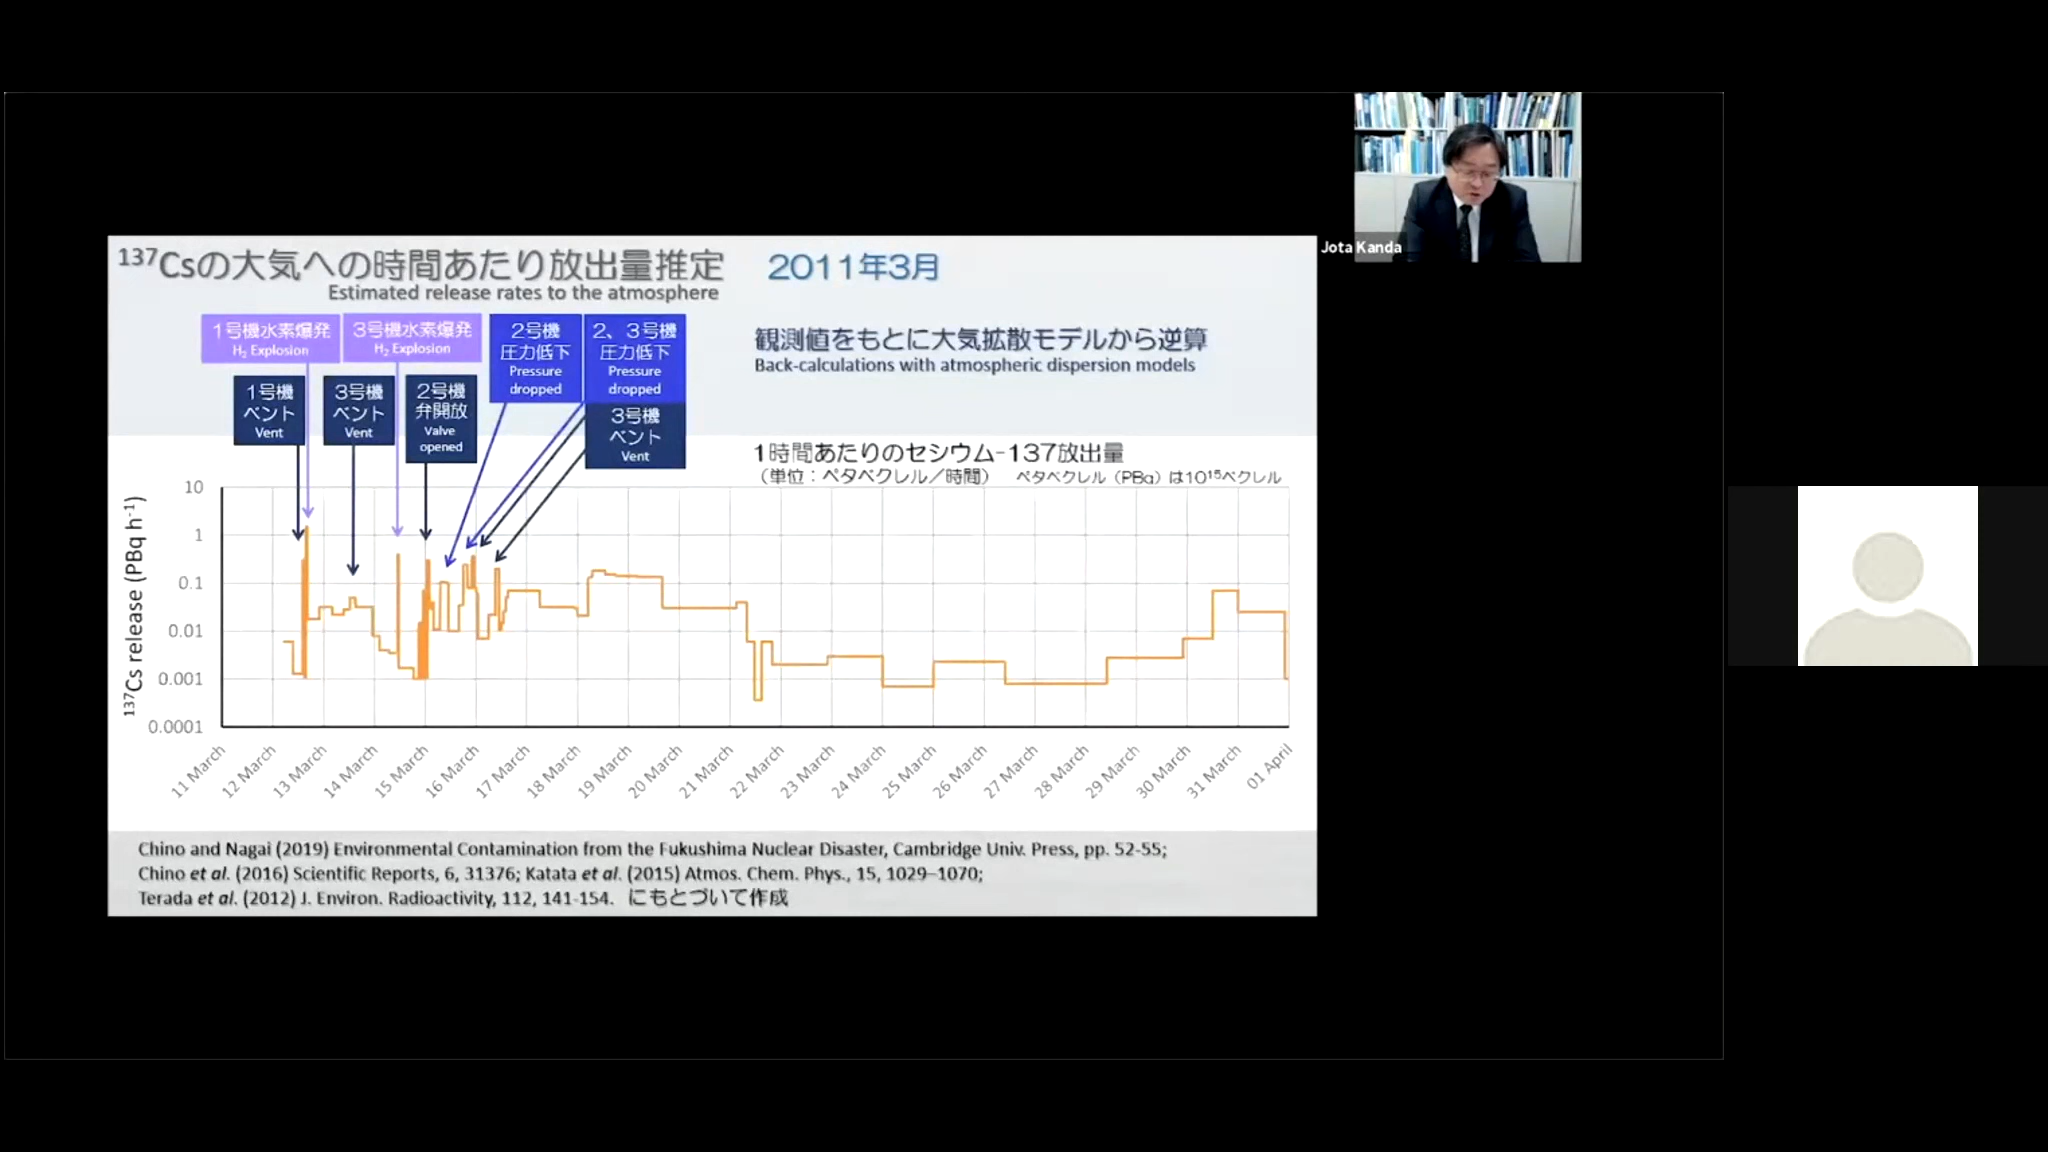 Jota Kanda
¹³⁷Csの大気への時間あたり放出量推定
2011年3月
Estimated release rates to the atmosphere
1号機水素爆発
H₂ Explosion
3号機水素爆発
H₂ Explosion
2号機
圧力低下
Pressure
dropped
2、3号機
圧力低下
Pressure
dropped
1号機
ベント
Vent
3号機
ベント
Vent
2号機
弁開放
Valve
opened
3号機
ベント
Vent
観測値をもとに大気拡散モデルから逆算
Back-calculations with atmospheric dispersion models
1時間あたりのセシウム-137放出量
（単位：ペタベクレル／時間） ペタベクレル（PBq）は10¹⁵ベクレル
¹³⁷Cs release (PBq h⁻¹)
10
1
0.1
0.01
0.001
0.0001
11 March
12 March
13 March
14 March
15 March
16 March
17 March
18 March
19 March
20 March
21 March
22 March
23 March
24 March
25 March
26 March
27 March
28 March
29 March
30 March
31 March
01 April
Chino and Nagai (2019) Environmental Contamination from the Fukushima Nuclear Disaster, Cambridge Univ. Press, pp. 52-55;
Chino et al. (2016) Scientific Reports, 6, 31376; Katata et al. (2015) Atmos. Chem. Phys., 15, 1029–1070;
Terada et al. (2012) J. Environ. Radioactivity, 112, 141-154. にもとづいて作成